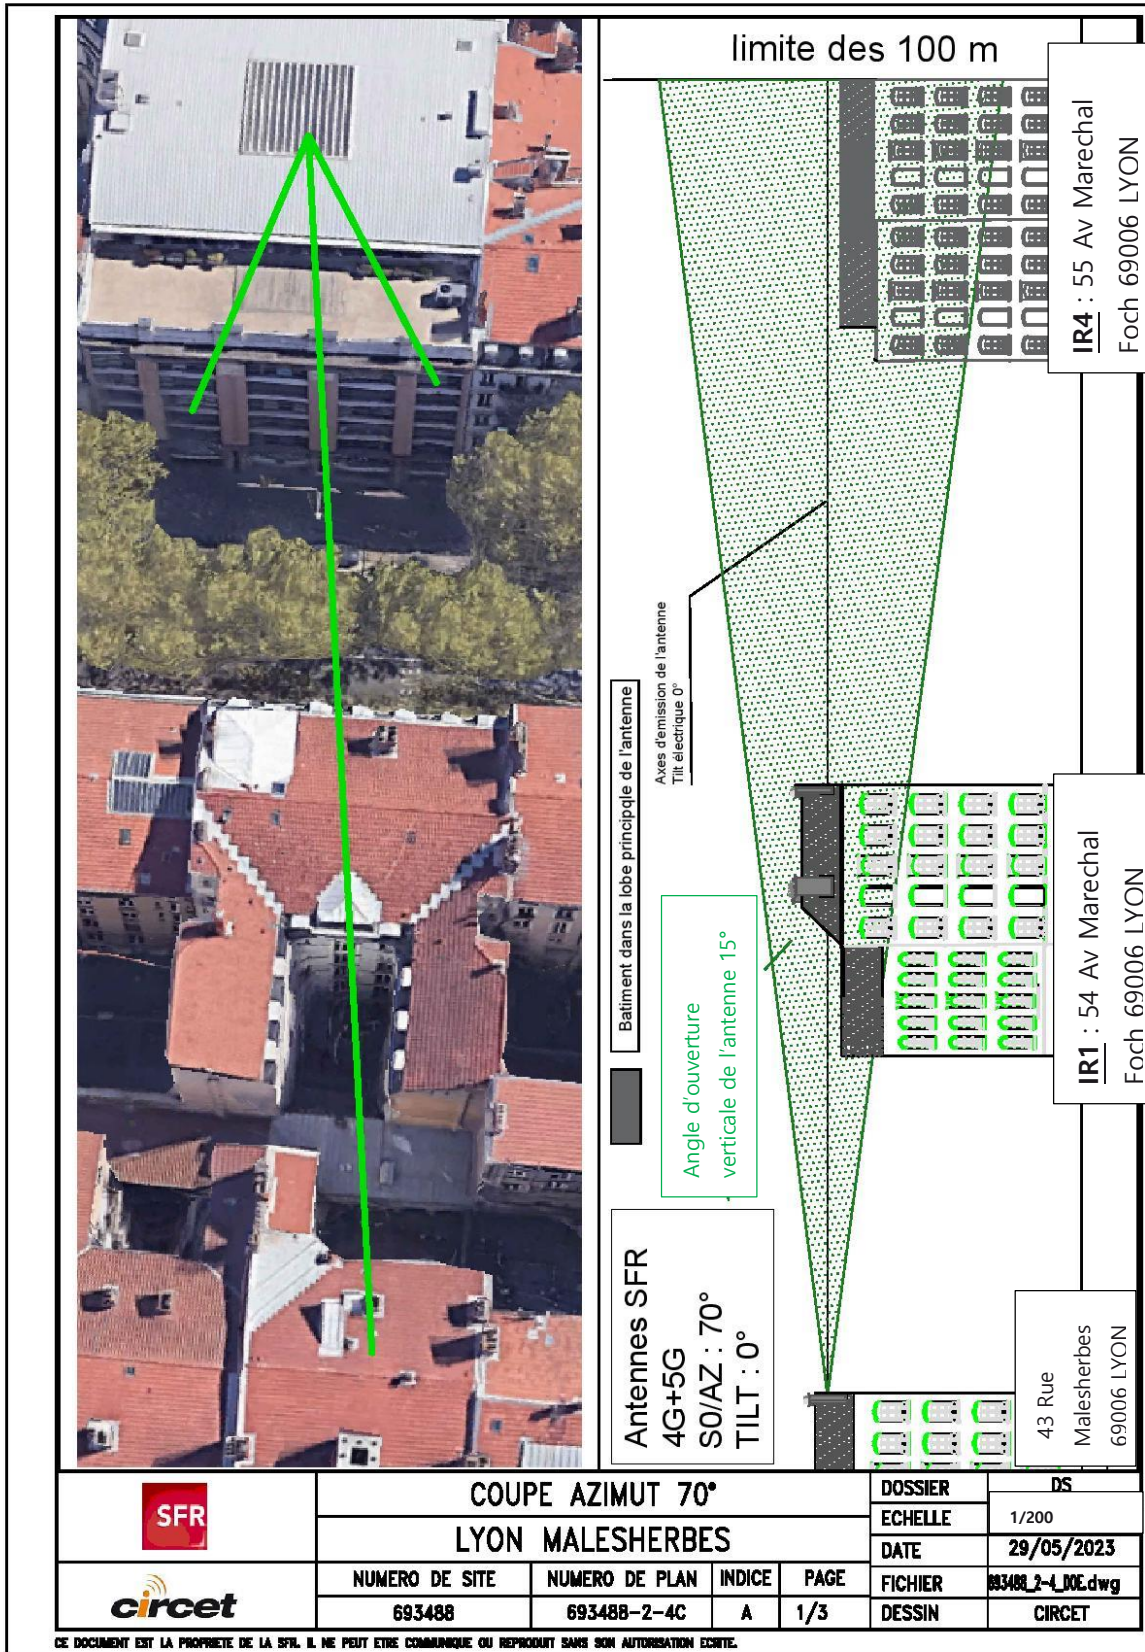 limite des 100 m
IR4 : 55 Av Marechal
Foch 69006 LYON
Axes d'émission de l'antenne
Tilt électrique 0°
Batiment dans la lobe principqle de l'antenne
Angle d'ouverture
verticale de l'antenne 15°
IR1 : 54 Av Marechal
Foch 69006 LYON
Antennes SFR
4G+5G
S0/AZ : 70°
TILT : 0°
43 Rue
Malesherbes
69006 LYON
SFR
circet
COUPE AZIMUT 70°
LYON MALESHERBES
NUMERO DE SITE
NUMERO DE PLAN
INDICE
PAGE
693488
693488-2-4C
A
1/3
DOSSIER
DS
ECHELLE
1/200
DATE
29/05/2023
FICHIER
693488_2-4_DOE.dwg
DESSIN
CIRCET
CE DOCUMENT EST LA PROPRIETE DE LA SFR. IL NE PEUT ETRE COMMUNIQUE OU REPRODUIT SANS SON AUTORISATION ECRITE.